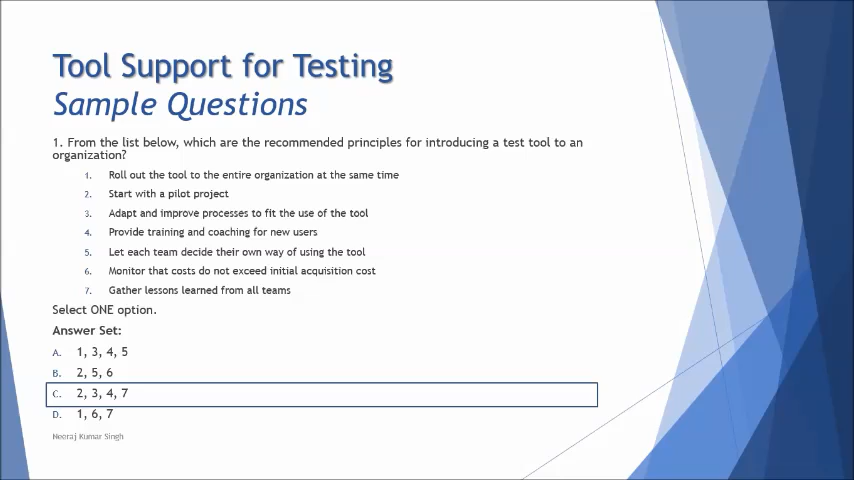 Tool Support for Testing
Sample Questions
1. From the list below, which are the recommended principles for introducing a test tool to an
organization?
1. Roll out the tool to the entire organization at the same time
2. Start with a pilot project
3. Adapt and improve processes to fit the use of the tool
4. Provide training and coaching for new users
5. Let each team decide their own way of using the tool
6. Monitor that costs do not exceed initial acquisition cost
7. Gather lessons learned from all teams
Select ONE option.
Answer Set:
A. 1, 3, 4, 5
B. 2, 5, 6
C. 2, 3, 4, 7
D. 1, 6, 7
Neeraj Kumar Singh